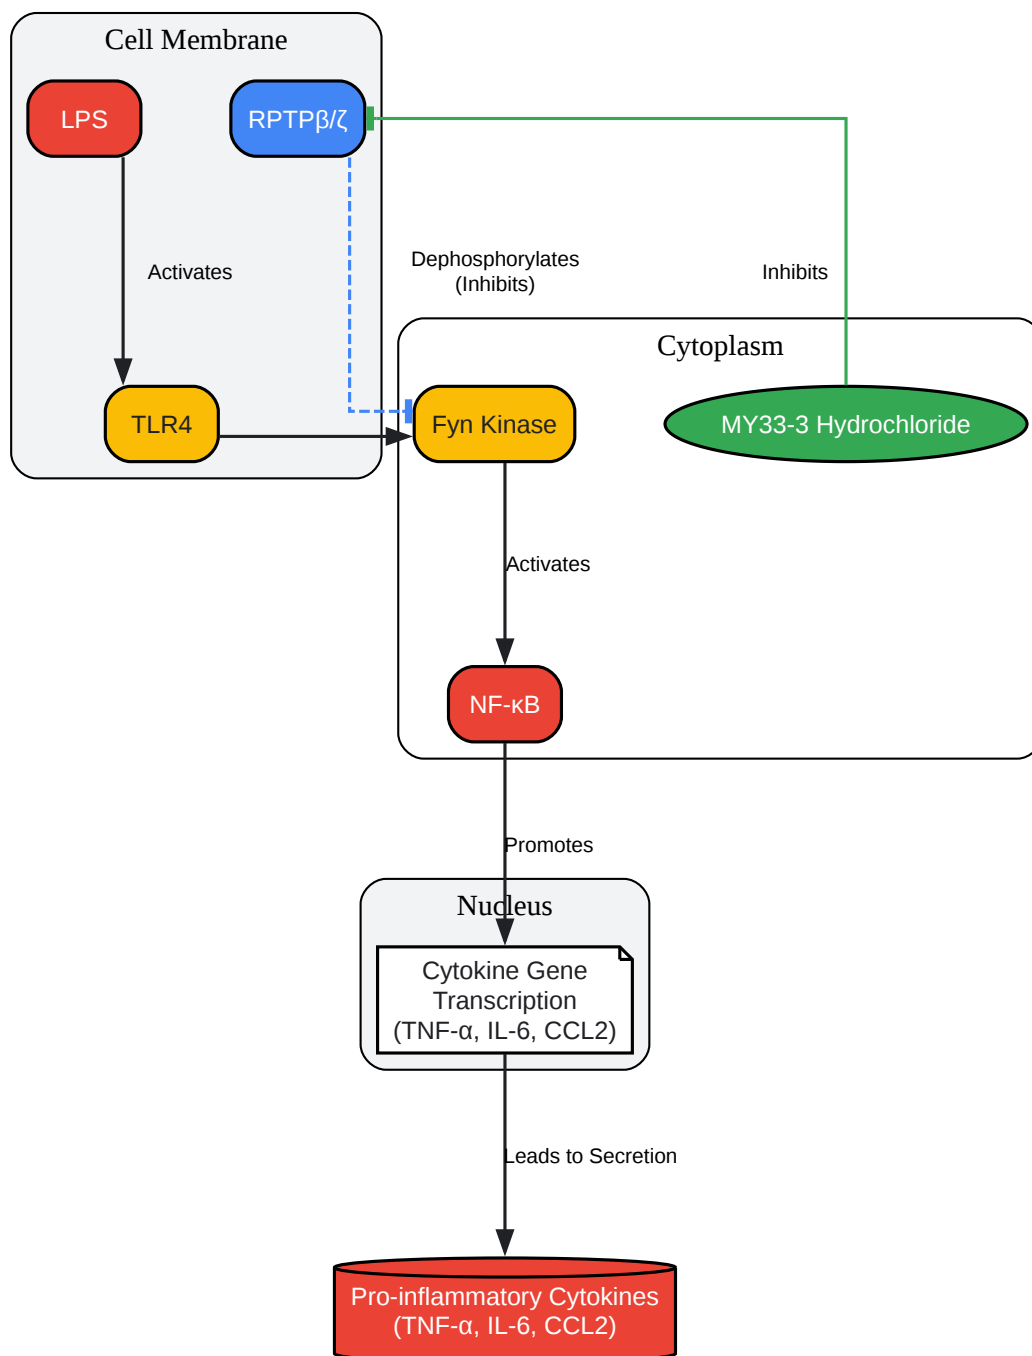 Cell Membrane
LPS
RPTPβ/ζ
Activates
Dephosphorylates
(Inhibits)
Inhibits
Cytoplasm
TLR4
Fyn Kinase
MY33-3 Hydrochloride
Activates
NF-κB
Promotes
Nucleus
Cytokine Gene
Transcription
(TNF-α, IL-6, CCL2)
Leads to Secretion
Pro-inflammatory Cytokines
(TNF-α, IL-6, CCL2)